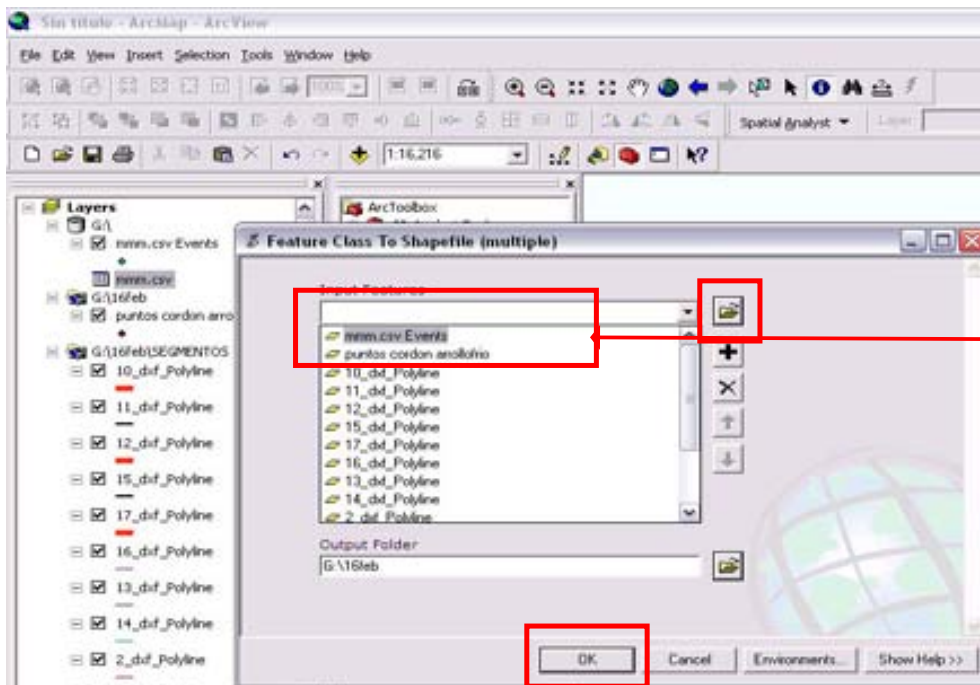 Sin titulo - ArcMap - ArcView
File Edit View Insert Selection Tools Window Help
100%
Spatial Analyst
Layer:
1:16,216
Layers
G:\
mmm.csv Events
mmm.csv
G:\16feb
puntos cordon arro
G:\16feb\SEGMENTOS
10_dxf_Polyline
11_dxf_Polyline
12_dxf_Polyline
15_dxf_Polyline
17_dxf_Polyline
16_dxf_Polyline
13_dxf_Polyline
14_dxf_Polyline
2_dxf_Polyline
ArcToolbox
Feature Class To Shapefile (multiple)
Input Features
mmm.csv Events
puntos cordon arrollofrio
10_dxf_Polyline
11_dxf_Polyline
12_dxf_Polyline
15_dxf_Polyline
17_dxf_Polyline
16_dxf_Polyline
13_dxf_Polyline
14_dxf_Polyline
2_dxf_Polyline
Output Folder
G:\16feb
OK
Cancel
Environments...
Show Help >>